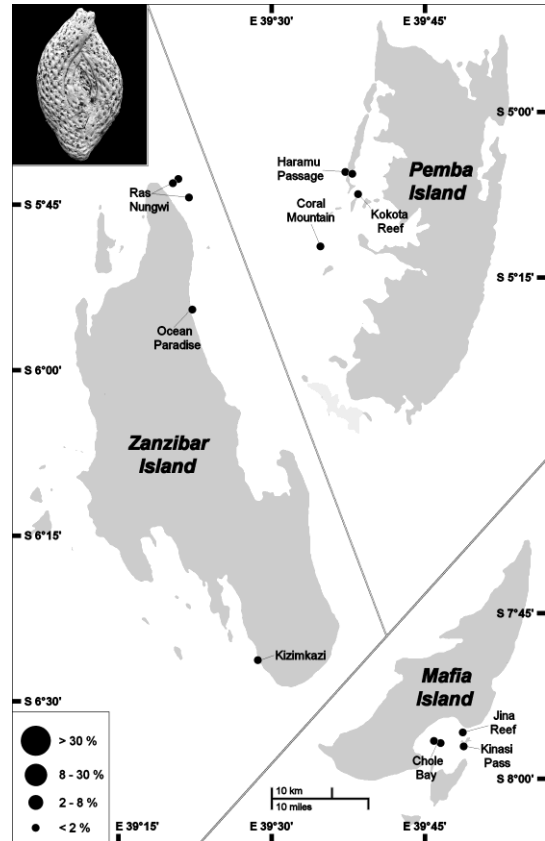 E 39°30'
E 39°45'
S 5°00'
Haramu
Passage
Pemba
Island
Ras
Nungwi
S 5°45'
Coral
Mountain
Kokota
Reef
S 5°15'
Ocean
Paradise
S 6°00'
Zanzibar
Island
S 6°15'
S 7°45'
Kizimkazi
Mafia
Island
S 6°30'
Jina
Reef
Kinasi
Pass
Chole
Bay
S 8°00'
> 30 %
8 - 30 %
2 - 8 %
< 2 %
10 km
10 miles
E 39°15'
E 39°30'
E 39°45'